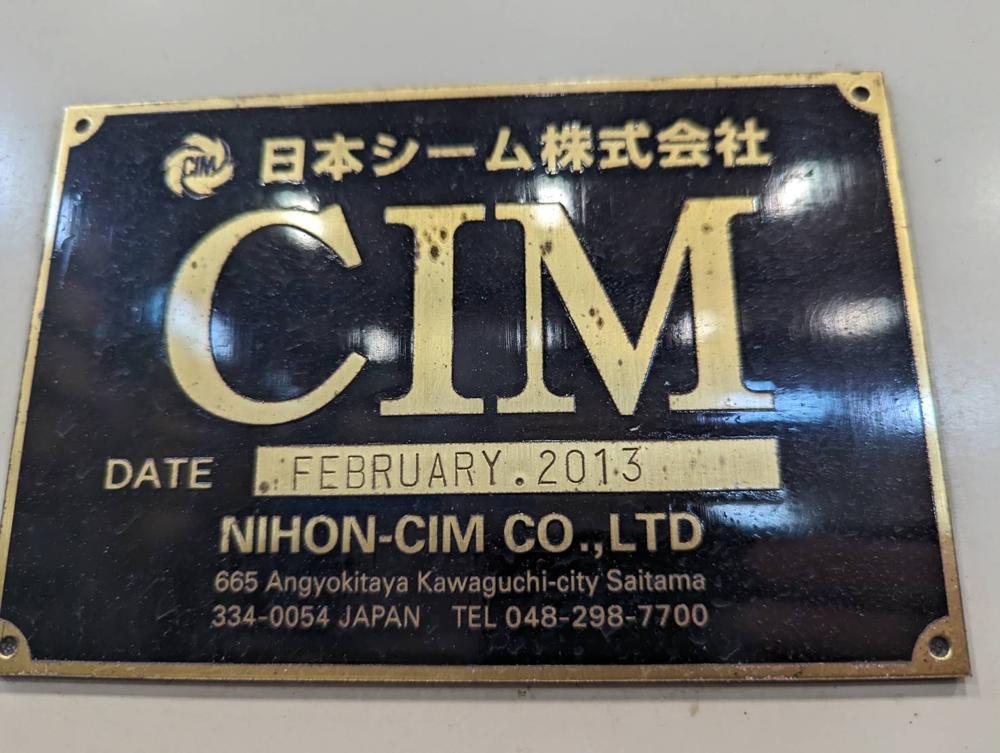 CIM 日本シーム株式会社
CIM
DATE FEBRUARY.2013
NIHON-CIM CO.,LTD
665 Angyokitaya Kawaguchi-city Saitama
334-0054 JAPAN TEL 048-298-7700